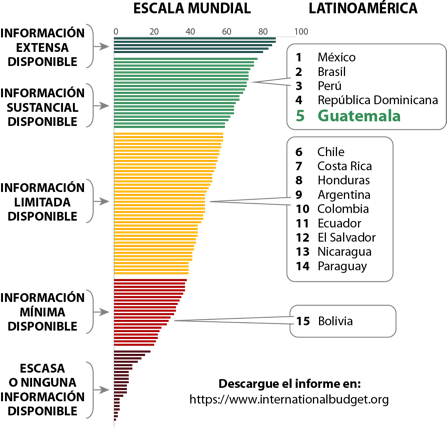 ESCALA MUNDIAL
LATINOAMÉRICA
0 20 40 60 80 100
INFORMACIÓN
EXTENSA
DISPONIBLE
1 México
2 Brasil
3 Perú
4 República Dominicana
5 Guatemala
INFORMACIÓN
SUSTANCIAL
DISPONIBLE
6 Chile
7 Costa Rica
8 Honduras
9 Argentina
10 Colombia
11 Ecuador
12 El Salvador
13 Nicaragua
14 Paraguay
INFORMACIÓN
LIMITADA
DISPONIBLE
INFORMACIÓN
MÍNIMA
DISPONIBLE
15 Bolivia
ESCASA
O NINGUNA
INFORMACIÓN
DISPONIBLE
Descargue el informe en:
https://www.internationalbudget.org